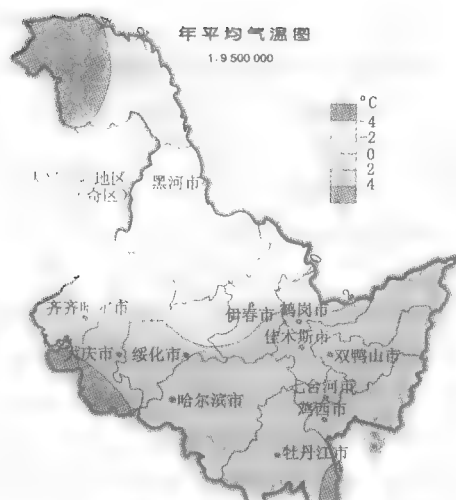 年平均气温图
1:9 500 000
°C
-4
-2
0
2
4
地区
黑河市
齐齐 市
伊春市
鹤岗市
佳木斯市
大庆市
绥化市
双鸭山市
七台河市
哈尔滨市
鸡西市
牡丹江市